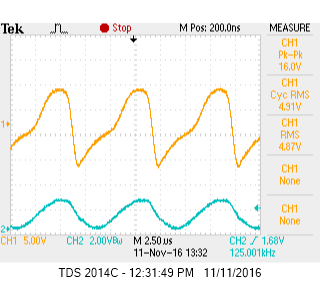 Tek Stop M Pos: 200.0ns MEASURE
CH1
Pk-Pk
16.0V
CH1
Cyc RMS
4.91V
CH1
RMS
4.87V
CH1
None
CH1
None
1
2
CH1 5.00V CH2 2.00VBw M 2.50us CH2 1.68V
11-Nov-16 13:32 125.001kHz
TDS 2014C - 12:31:49 PM 11/11/2016